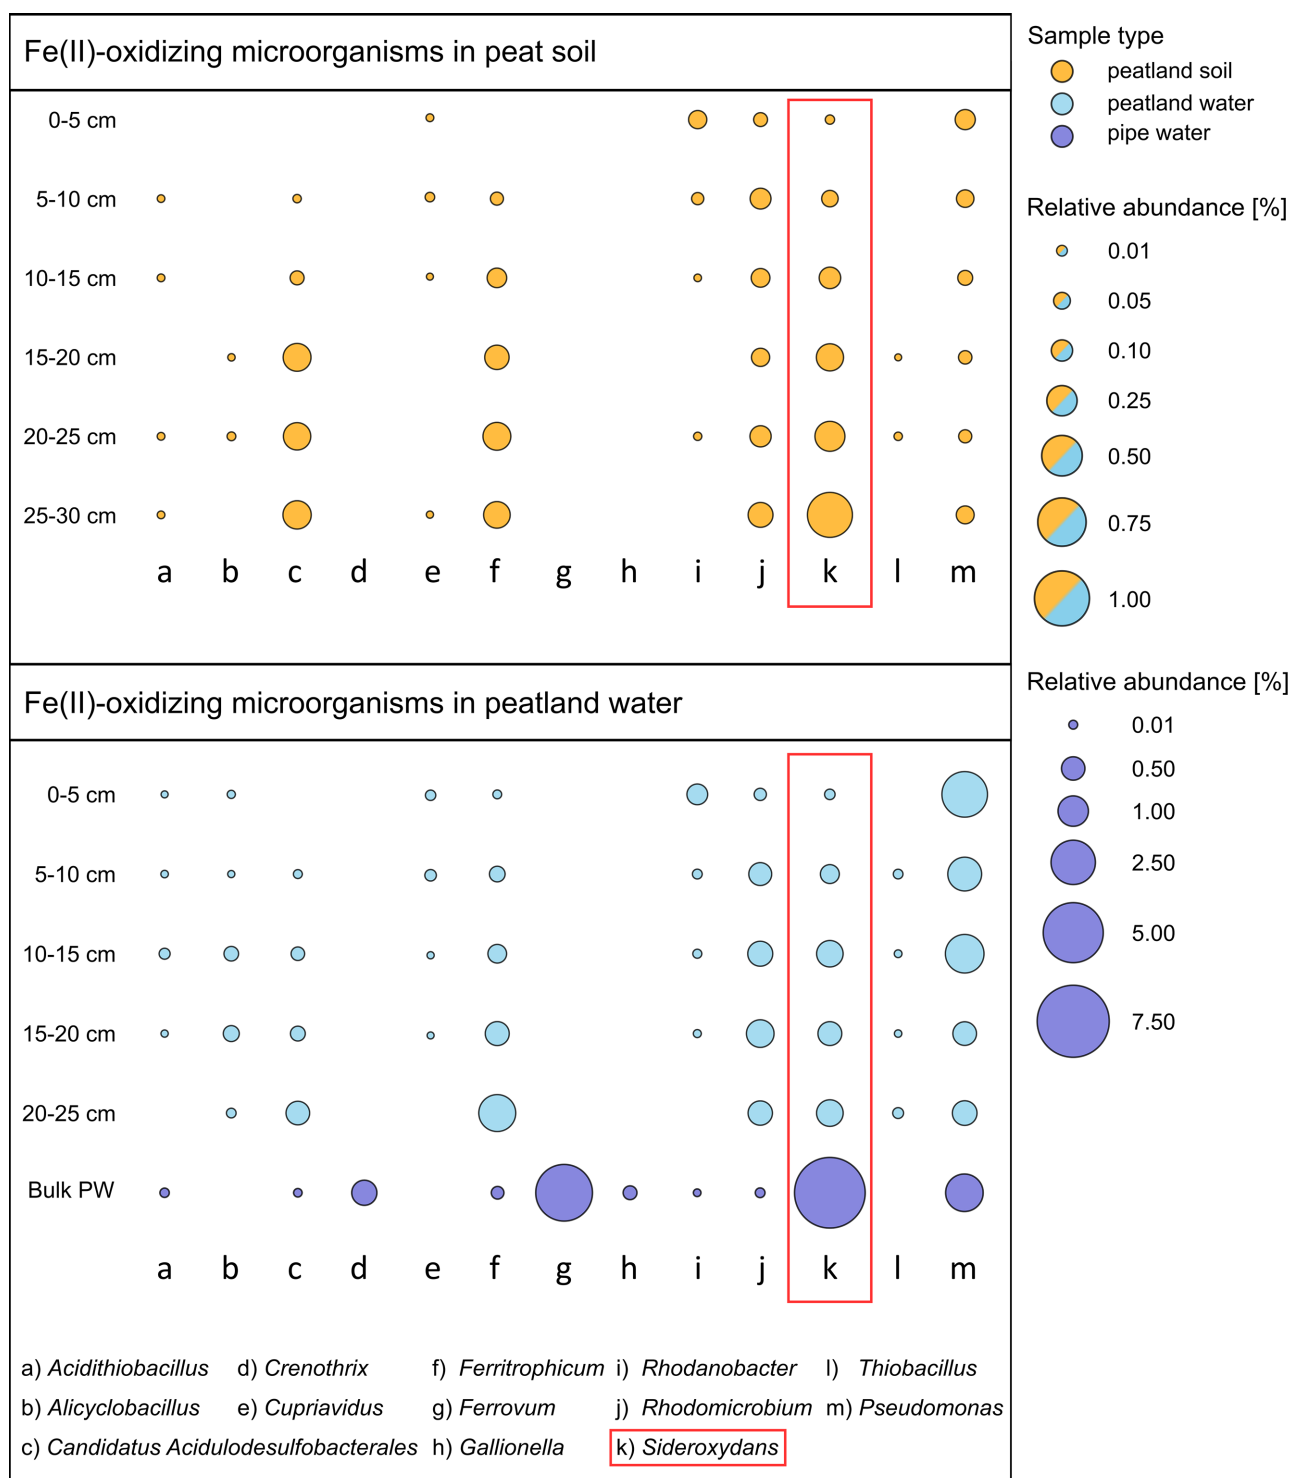 Fe(II)-oxidizing microorganisms in peat soil
0-5 cm
5-10 cm
10-15 cm
15-20 cm
20-25 cm
25-30 cm
a b c d e f g h i j k l m
Fe(II)-oxidizing microorganisms in peatland water
0-5 cm
5-10 cm
10-15 cm
15-20 cm
20-25 cm
Bulk PW
a b c d e f g h i j k l m
a) Acidithiobacillus d) Crenothrix f) Ferritrophicum i) Rhodanobacter l) Thiobacillus
b) Alicyclobacillus e) Cupriavidus g) Ferrovum j) Rhodomicrobium m) Pseudomonas
c) Candidatus Acidulodesulfobacterales h) Gallionella k) Sideroxydans
Sample type
peatland soil
peatland water
pipe water
Relative abundance [%]
0.01
0.05
0.10
0.25
0.50
0.75
1.00
Relative abundance [%]
0.01
0.50
1.00
2.50
5.00
7.50